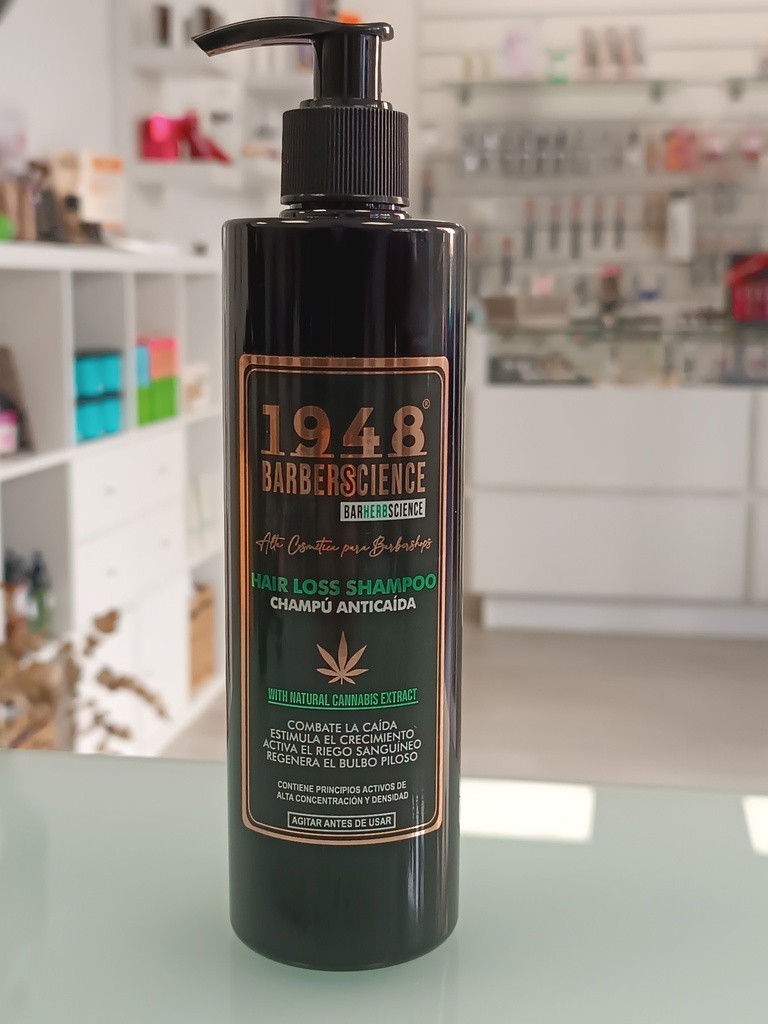 1948®
BARBERSCIENCE
BARHERBSCIENCE
Alta Cosmética para Barbershops
HAIR LOSS SHAMPOO
CHAMPÚ ANTICAÍDA
WITH NATURAL CANNABIS EXTRACT
COMBATE LA CAÍDA
ESTIMULA EL CRECIMIENTO
ACTIVA EL RIEGO SANGUÍNEO
REGENERA EL BULBO PILOSO
CONTIENE PRINCIPIOS ACTIVOS DE
ALTA CONCENTRACIÓN Y DENSIDAD
AGITAR ANTES DE USAR